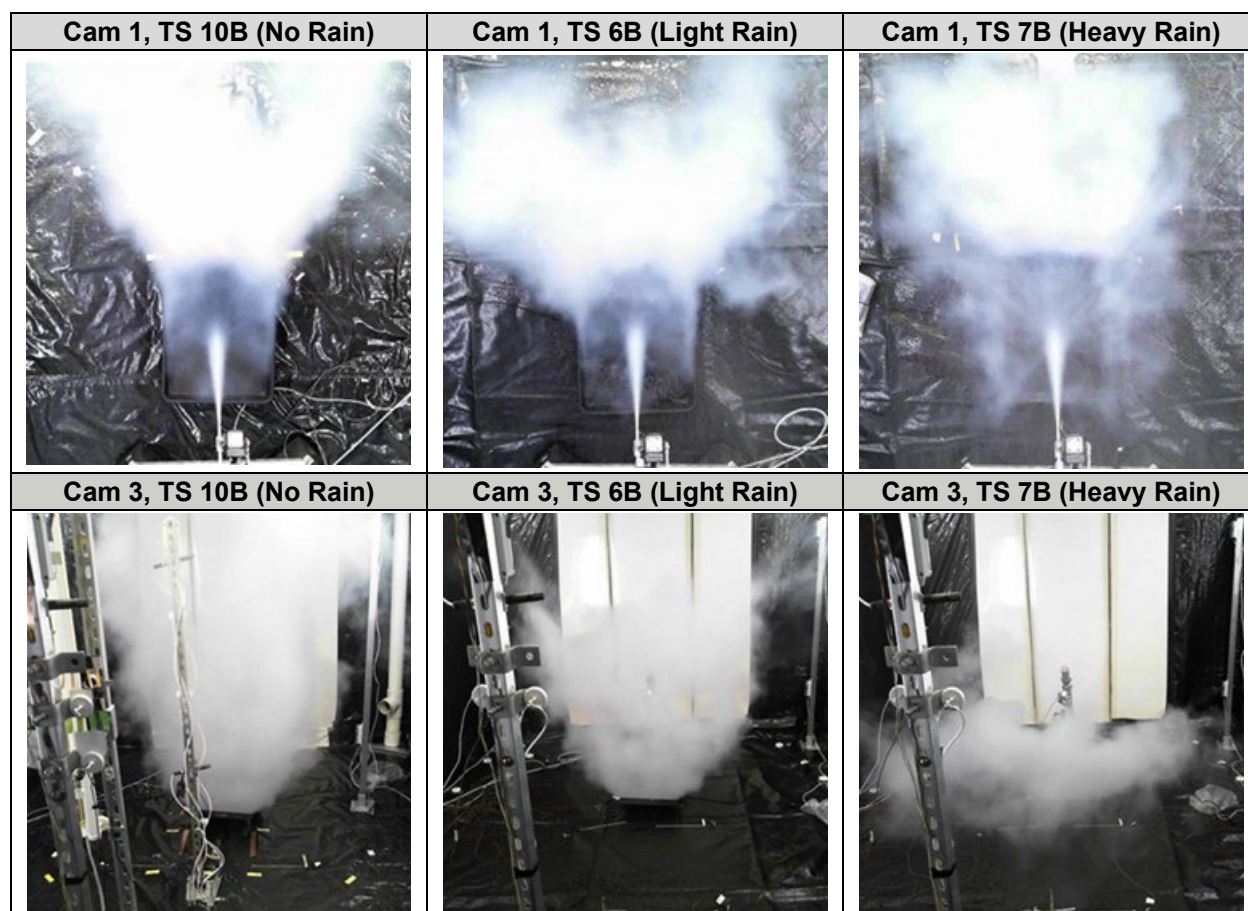 Cam 1, TS 10B (No Rain)
Cam 1, TS 6B (Light Rain)
Cam 1, TS 7B (Heavy Rain)
Cam 3, TS 10B (No Rain)
Cam 3, TS 6B (Light Rain)
Cam 3, TS 7B (Heavy Rain)